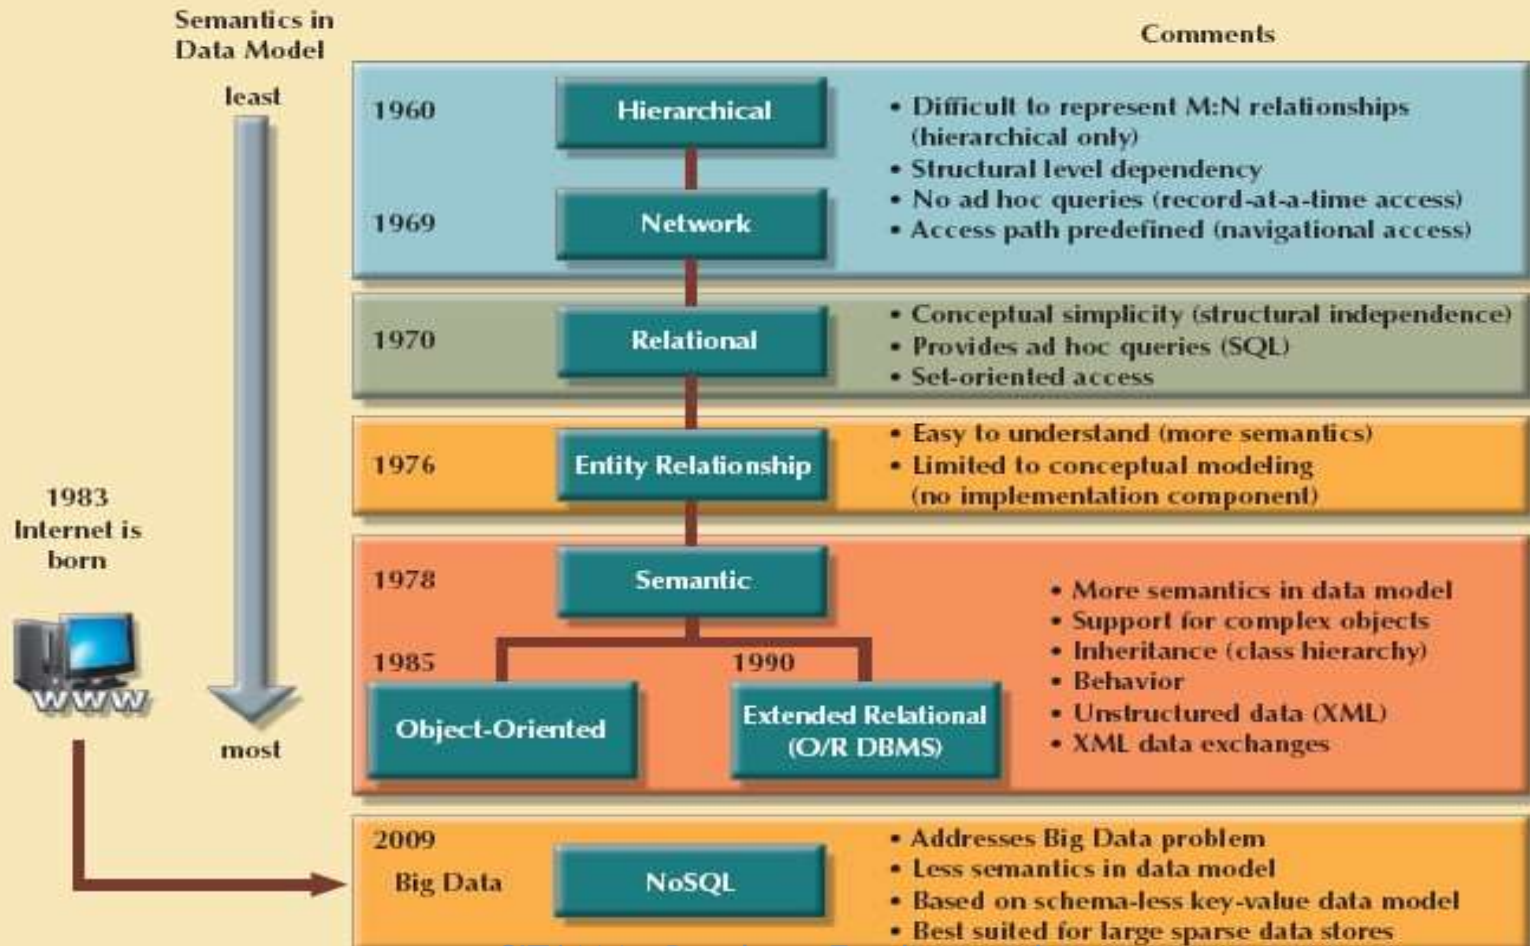 Semantics in
Data Model
least
most
1983
Internet is
born
WWW
Comments
1960
Hierarchical
1969
Network
• Difficult to represent M:N relationships
(hierarchical only)
• Structural level dependency
• No ad hoc queries (record-at-a-time access)
• Access path predefined (navigational access)
1970
Relational
• Conceptual simplicity (structural independence)
• Provides ad hoc queries (SQL)
• Set-oriented access
1976
Entity Relationship
• Easy to understand (more semantics)
• Limited to conceptual modeling
(no implementation component)
1978
Semantic
1985
Object-Oriented
1990
Extended Relational
(O/R DBMS)
• More semantics in data model
• Support for complex objects
• Inheritance (class hierarchy)
• Behavior
• Unstructured data (XML)
• XML data exchanges
2009
Big Data
NoSQL
• Addresses Big Data problem
• Less semantics in data model
• Based on schema-less key-value data model
• Best suited for large sparse data stores